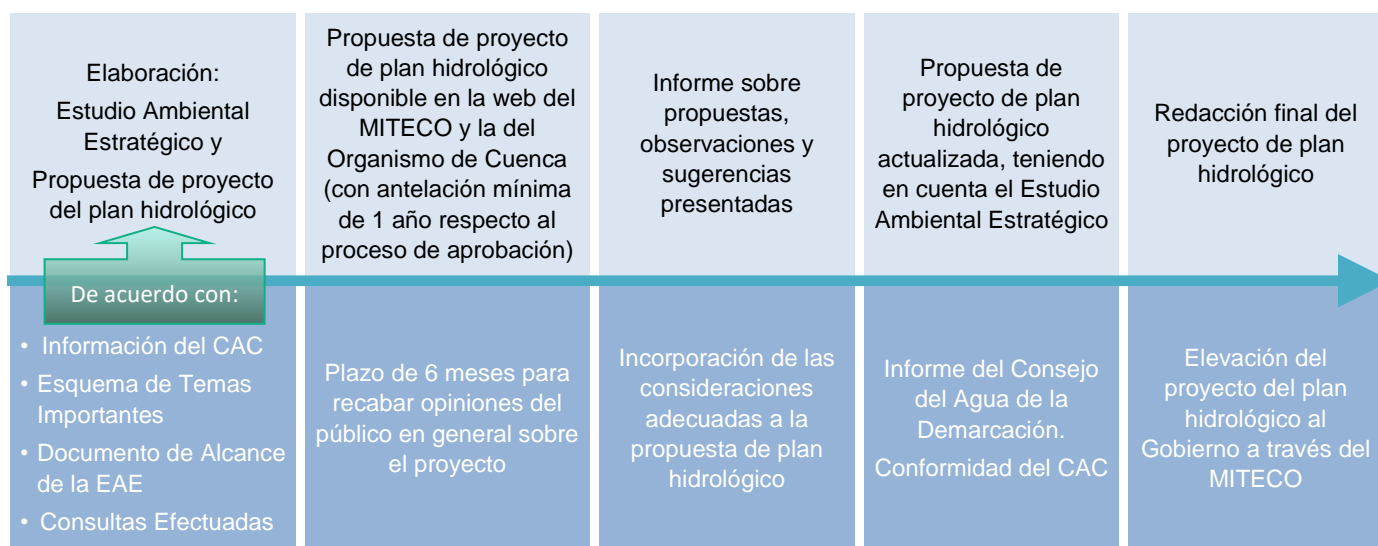 Elaboración:
Estudio Ambiental
Estratégico y
Propuesta de proyecto
del plan hidrológico
De acuerdo con:
• Información del CAC
• Esquema de Temas
Importantes
• Documento de Alcance
de la EAE
• Consultas Efectuadas
Propuesta de proyecto
de plan hidrológico
disponible en la web del
MITECO y la del
Organismo de Cuenca
(con antelación mínima
de 1 año respecto al
proceso de aprobación)
Plazo de 6 meses para
recabar opiniones del
público en general sobre
el proyecto
Informe sobre
propuestas,
observaciones y
sugerencias
presentadas
Incorporación de las
consideraciones
adecuadas a la
propuesta de plan
hidrológico
Propuesta de
proyecto de plan
hidrológico
actualizada, teniendo
en cuenta el Estudio
Ambiental Estratégico
Informe del Consejo
del Agua de la
Demarcación.
Conformidad del CAC
Redacción final del
proyecto de plan
hidrológico
Elevación del
proyecto del plan
hidrológico al
Gobierno a través del
MITECO